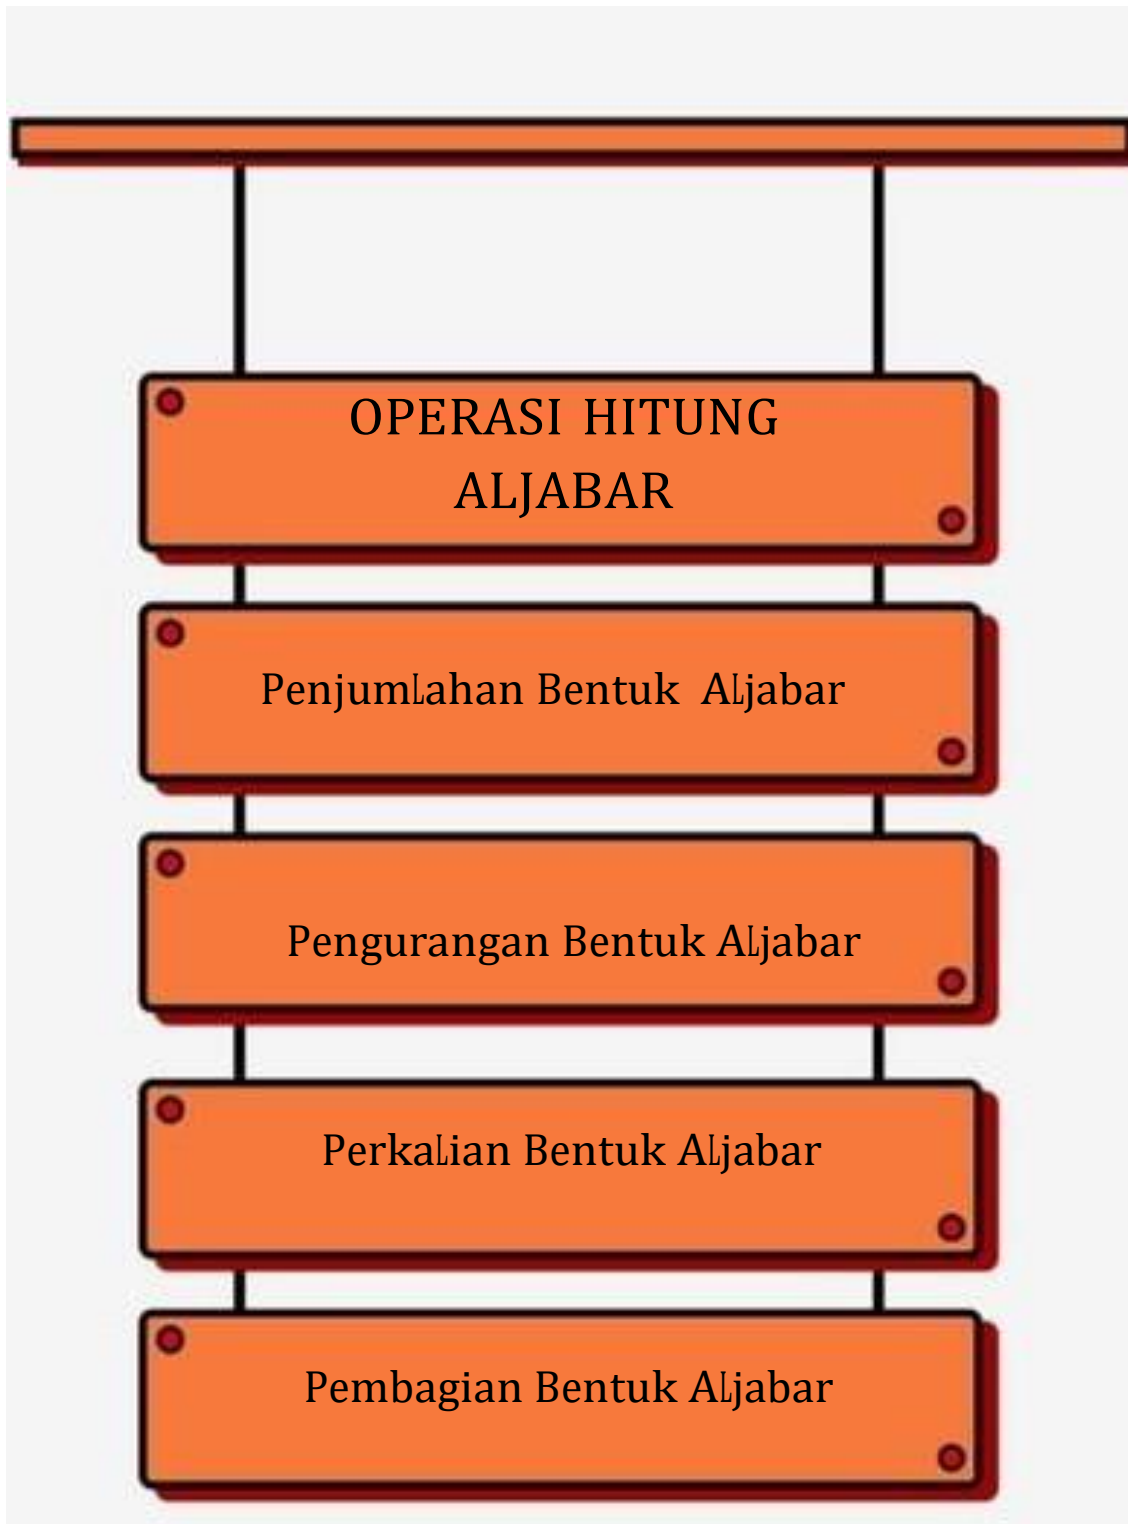 OPERASI HITUNG
ALJABAR
PenjumLahan Bentuk ALjabar
Pengurangan Bentuk ALjabar
PerkaLian Bentuk ALjabar
Pembagian Bentuk ALjabar